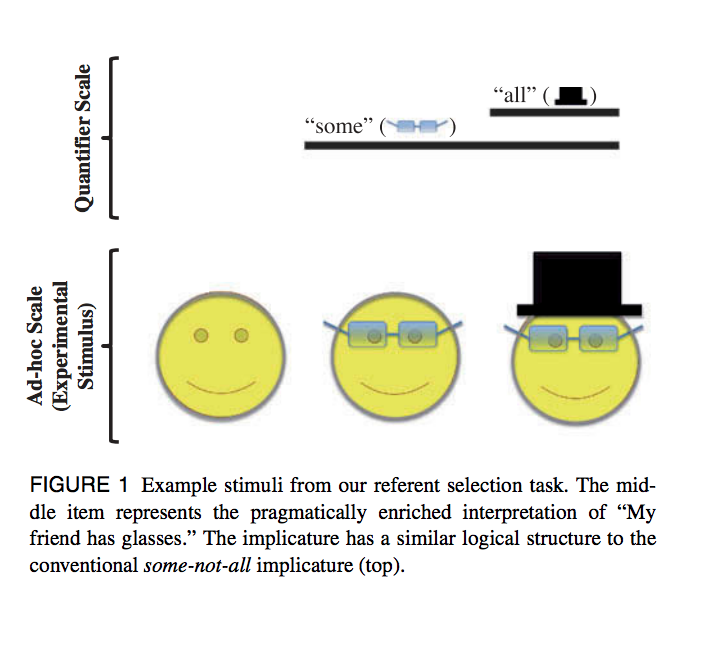 Quantifier Scale
“all” ( )
“some” ( )
Ad-hoc Scale
(Experimental
Stimulus)
FIGURE 1 Example stimuli from our referent selection task. The mid-
dle item represents the pragmatically enriched interpretation of “My
friend has glasses.” The implicature has a similar logical structure to the
conventional some-not-all implicature (top).